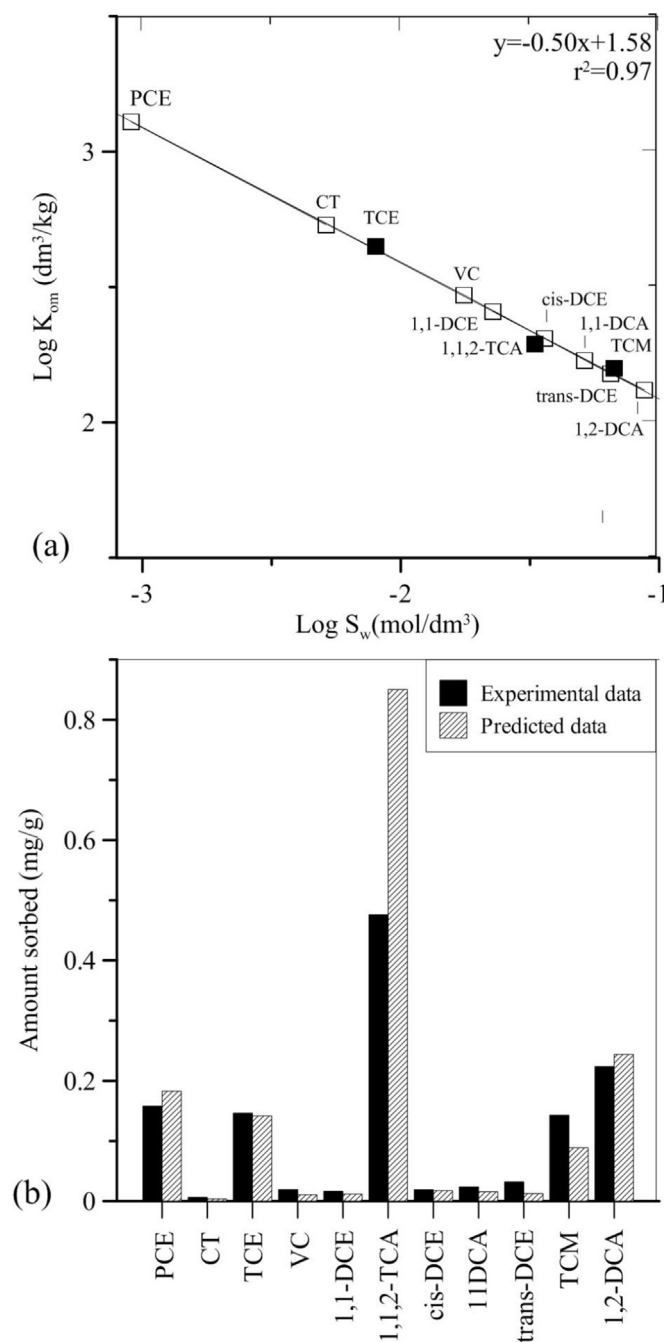 y=-0.50x+1.58
r²=0.97
PCE
CT
TCE
VC
cis-DCE
1,1-DCE
1,1-DCA
1,1,2-TCA
TCM
trans-DCE
1,2-DCA
3
2
Log Kom (dm³/kg)
(a)
-3
-2
-1
Log Sw(mol/dm³)
Experimental data
Predicted data
0.8
0.6
0.4
0.2
0
Amount sorbed (mg/g)
(b)
PCE
CT
TCE
VC
1,1-DCE
1,1,2-TCA
cis-DCE
11DCA
trans-DCE
TCM
1,2-DCA